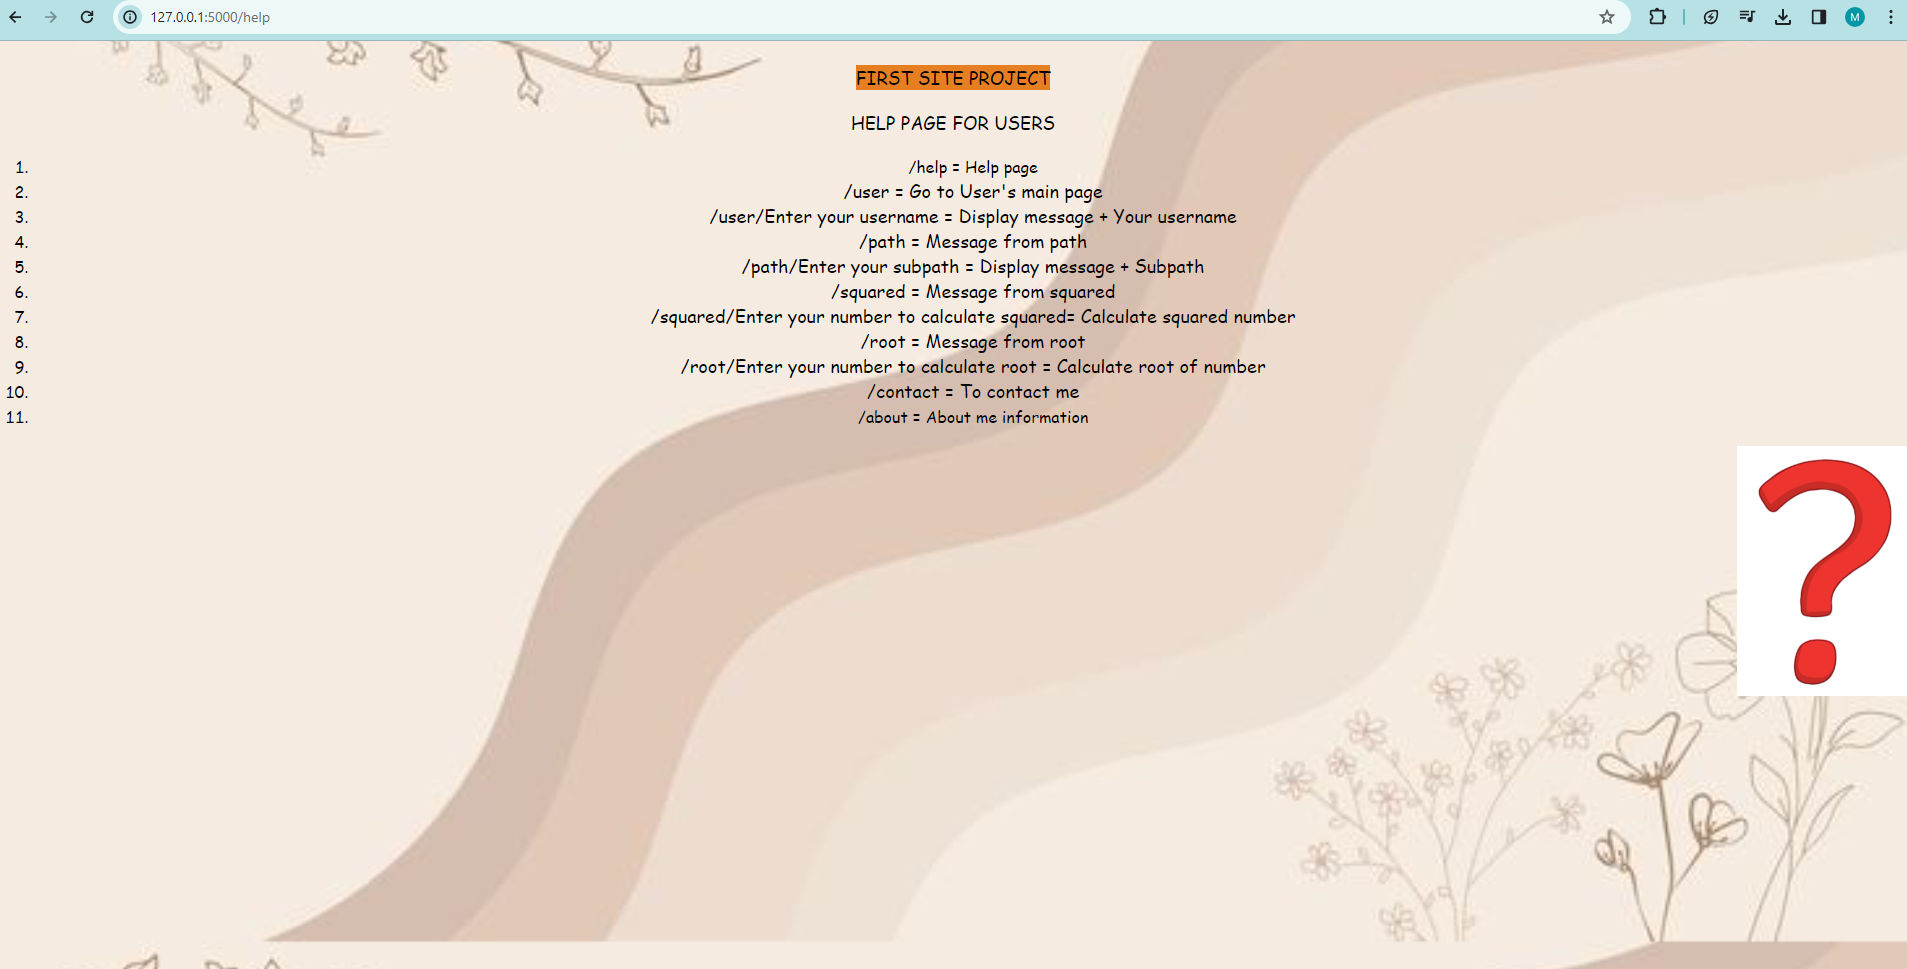 127.0.0.1:5000/help
M
FIRST SITE PROJECT
HELP PAGE FOR USERS
1. /help = Help page
2. /user = Go to User's main page
3. /user/Enter your username = Display message + Your username
4. /path = Message from path
5. /path/Enter your subpath = Display message + Subpath
6. /squared = Message from squared
7. /squared/Enter your number to calculate squared= Calculate squared number
8. /root = Message from root
9. /root/Enter your number to calculate root = Calculate root of number
10. /contact = To contact me
11. /about = About me information
?